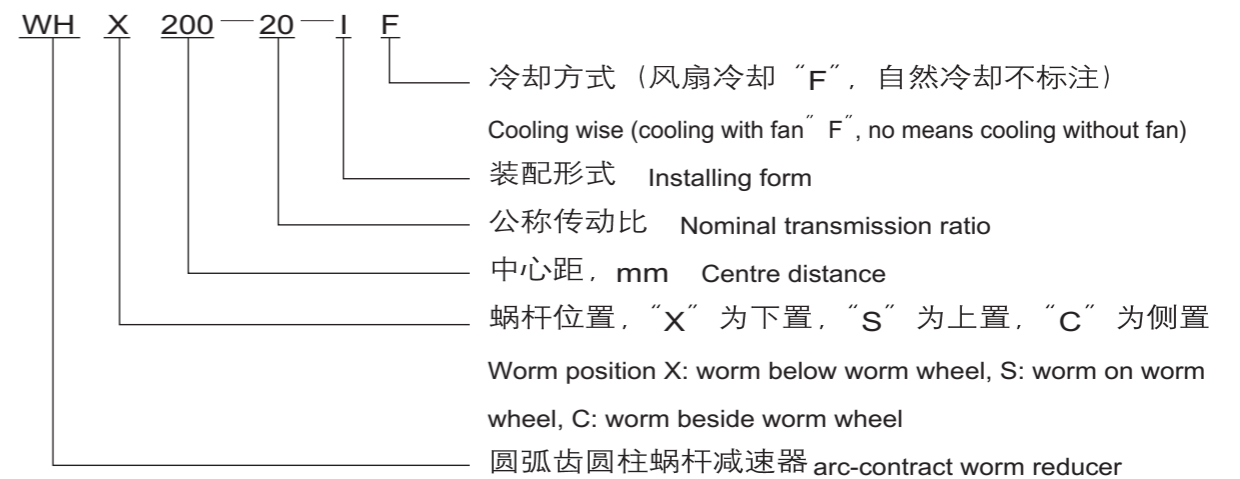 WH X 200 — 20 — I F
冷却方式（风扇冷却 ″F″，自然冷却不标注）
Cooling wise (cooling with fan″ F″, no means cooling without fan)
装配形式 Installing form
公称传动比 Nominal transmission ratio
中心距，mm Centre distance
蜗杆位置，″X″ 为下置，″S″ 为上置，″C″ 为侧置
Worm position X: worm below worm wheel, S: worm on worm
wheel, C: worm beside worm wheel
圆弧齿圆柱蜗杆减速器 arc-contract worm reducer